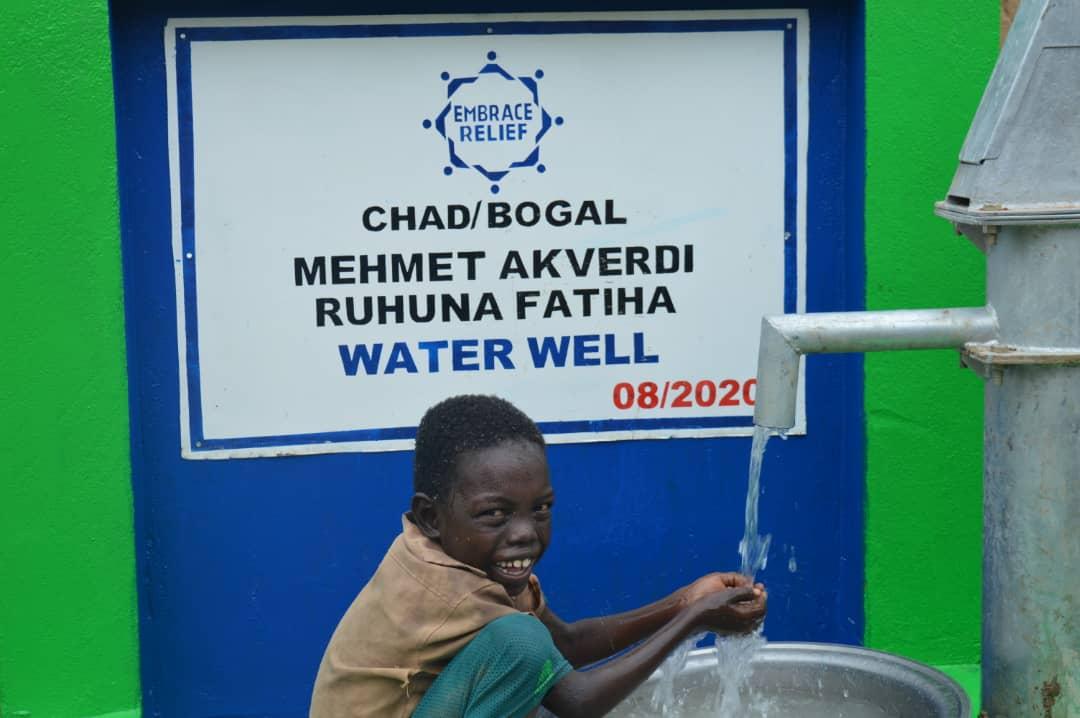 EMBRACE
RELIEF
CHAD/BOGAL
MEHMET AKVERDI
RUHUNA FATIHA
WATER WELL
08/2020